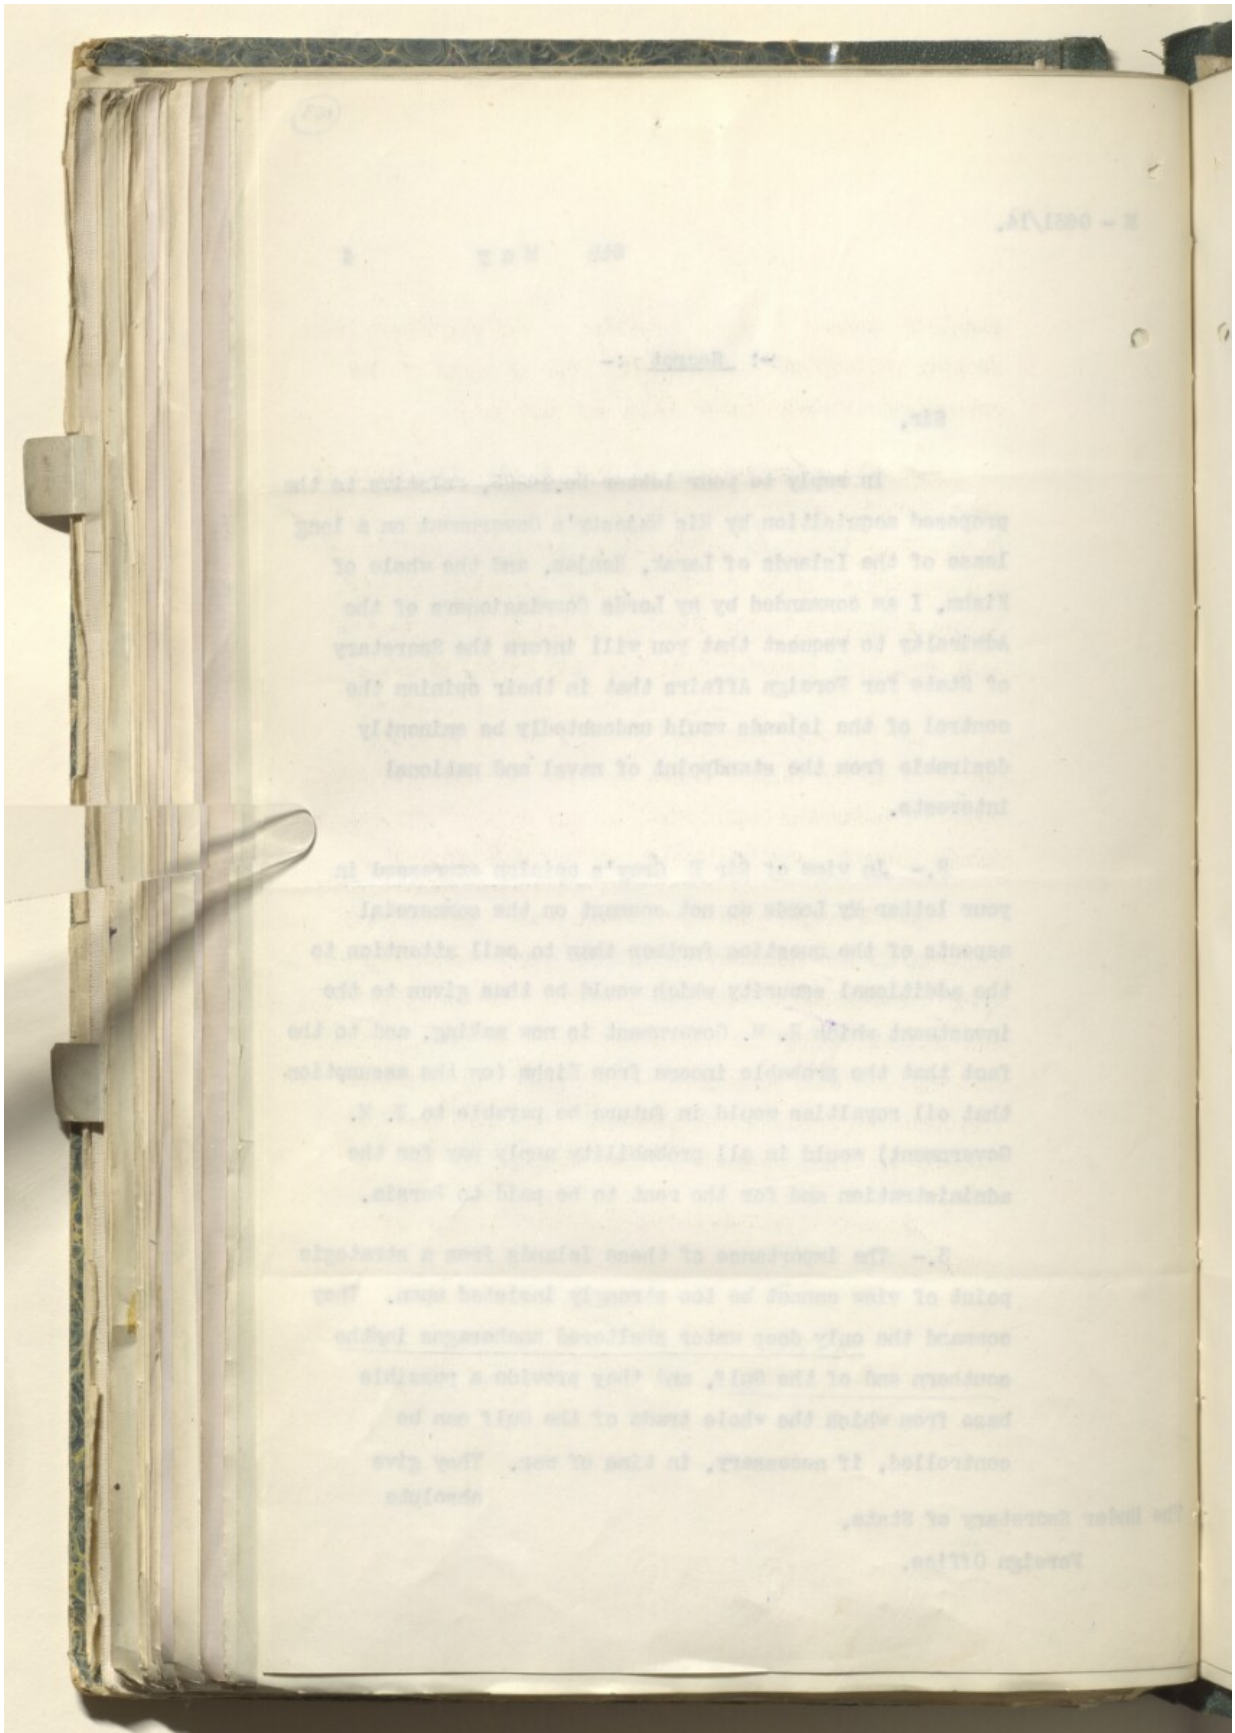 M - 0051/14.
8th May 4
-: Secret :-
Sir,
In reply to your letter relating to the
proposed acquisition by His Majesty's Government on a long
lease of the Islands of Larak, Henjam, and the whole of
Kishm, I am commanded by my Lords Commissioners of the
Admiralty to request that you will inform the Secretary
of State for Foreign Affairs that in their opinion the
control of the islands would undoubtedly be eminently
desirable from the standpoint of naval and national
interests.
2.- In view of Sir E. Grey's opinion expressed in
your letter My Lords do not comment on the commercial
aspects of the question further than to call attention to
the additional security which would be thus given to the
investment which H. M. Government is now making, and to the
fact that the probable income from Kishm (on the assumption
that oil royalties would in future be payable to H. M.
Government) would in all probability amply pay for the
administration and for the rent to be paid to Persia.
3.- The importance of these Islands from a strategic
point of view cannot be too strongly insisted upon. They
command the only deep water sheltered anchorages in the
southern end of the Gulf, and they provide a possible
base from which the whole trade of the Gulf can be
controlled, if necessary, in time of war. They give
absolute
The Under Secretary of State,
Foreign Office.